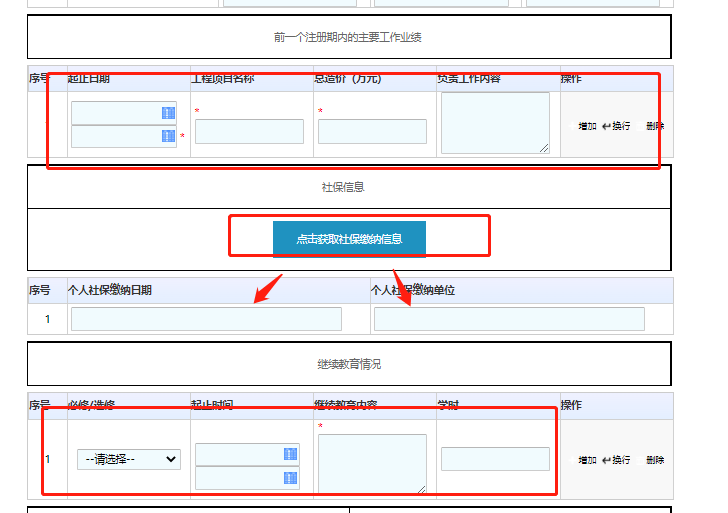 前一个注册期内的主要工作业绩
序号 起止日期 工程项目名称 总造价（万元） 负责工作内容 操作
*
*
*
增加 换行 删除
社保信息
点击获取社保缴纳信息
序号 个人社保缴纳日期 个人社保缴纳单位
1
继续教育情况
序号 必修/选修 起止时间 继续教育内容 学时 操作
*
1 --请选择-- 增加 换行 删除